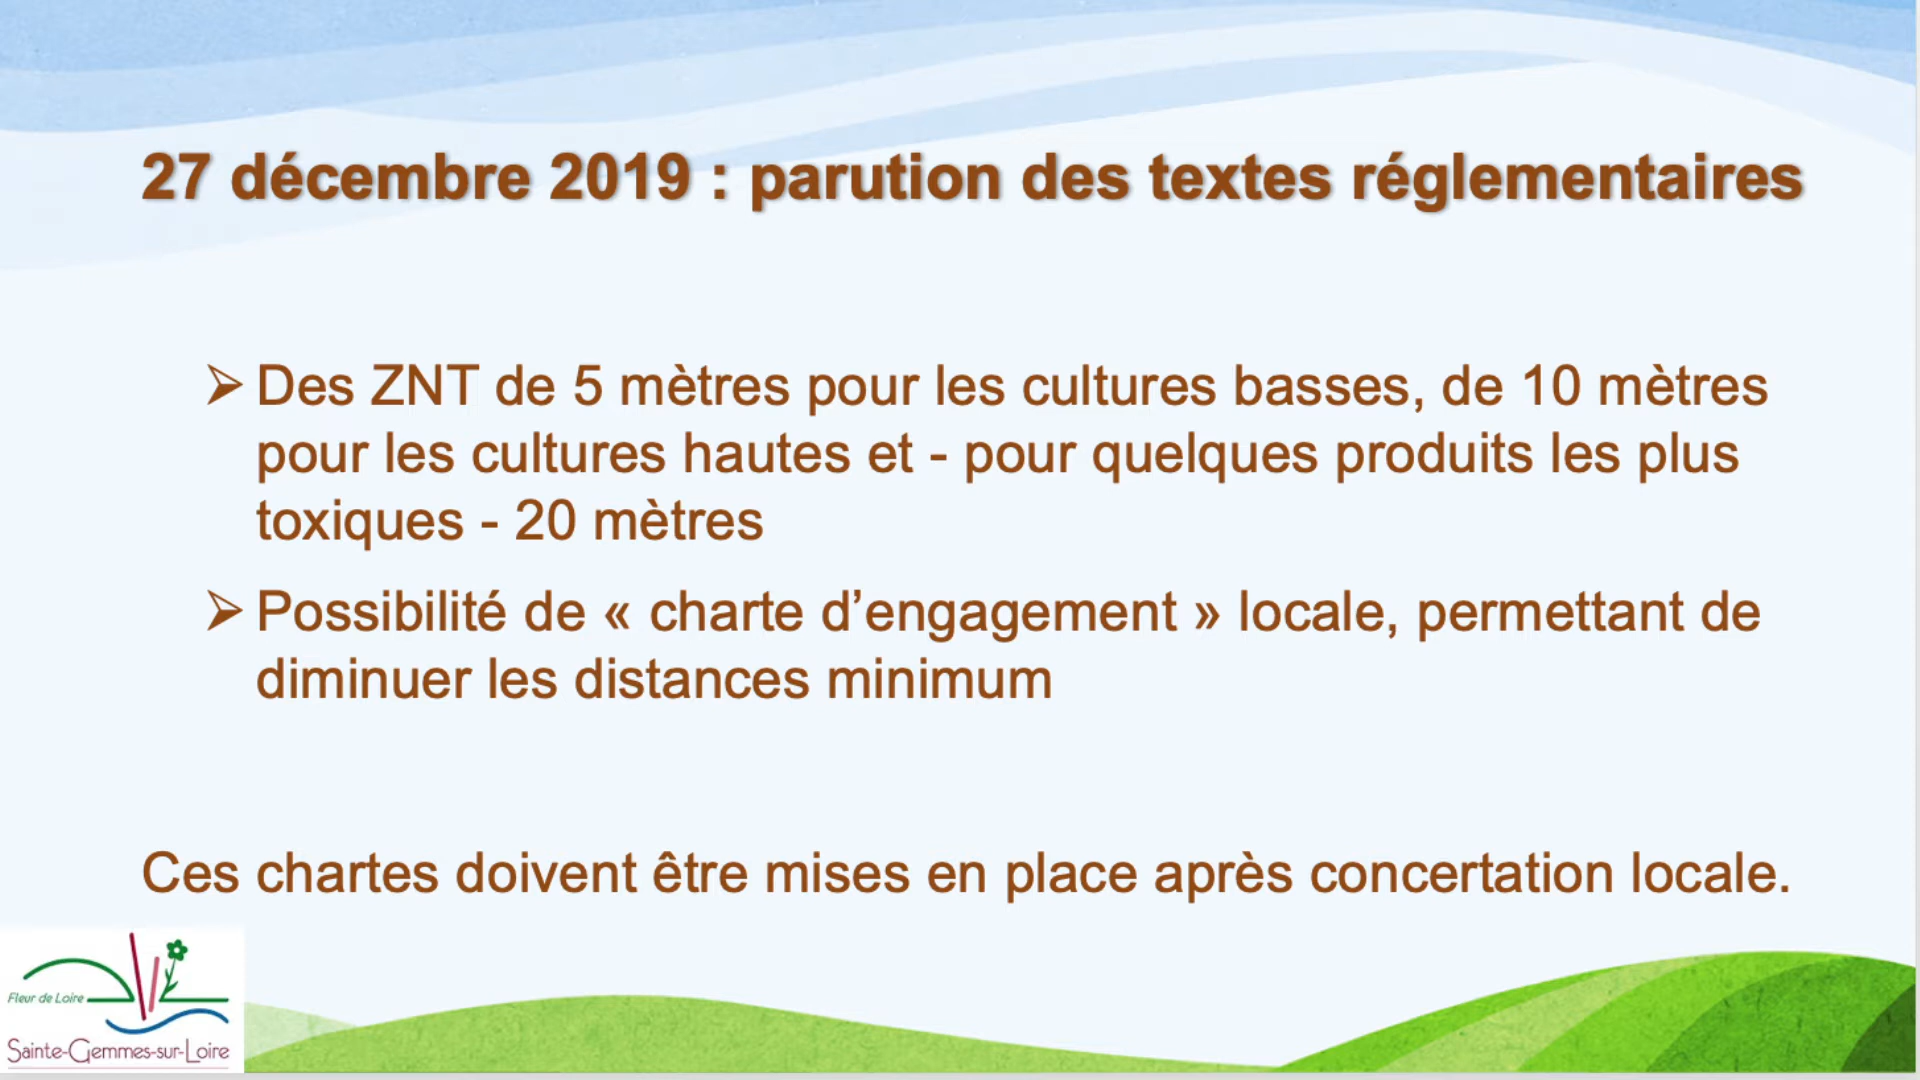 27 décembre 2019 : parution des textes réglementaires
➢ Des ZNT de 5 mètres pour les cultures basses, de 10 mètres
pour les cultures hautes et - pour quelques produits les plus
toxiques - 20 mètres
➢ Possibilité de « charte d’engagement » locale, permettant de
diminuer les distances minimum
Ces chartes doivent être mises en place après concertation locale.
Fleur de Loire
Sainte-Gemmes-sur-Loire